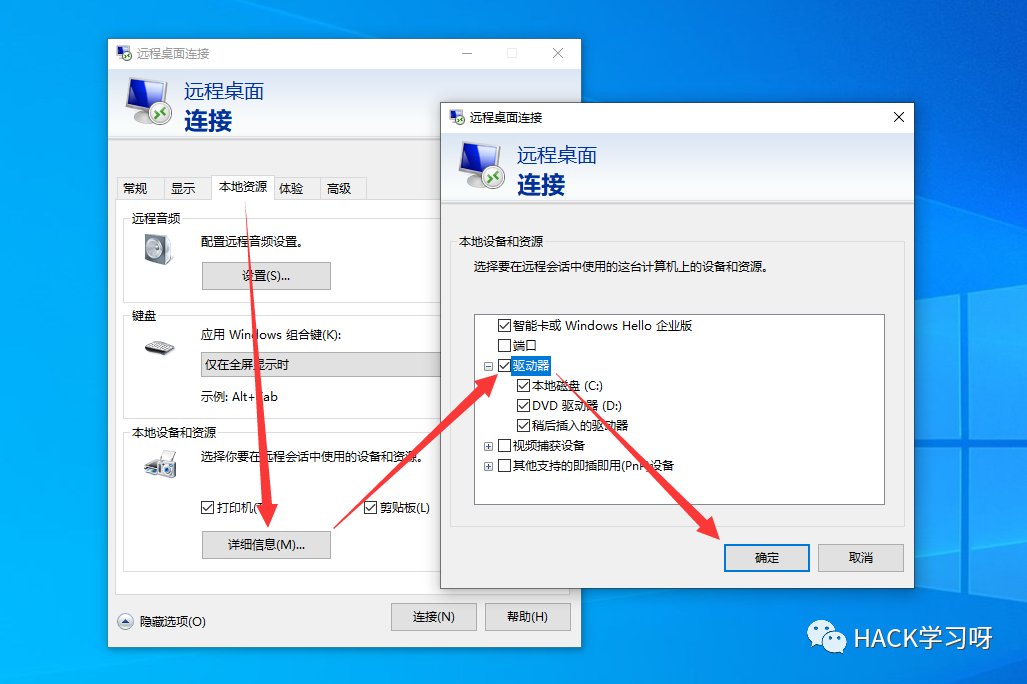 远程桌面连接
远程桌面
连接
常规 显示 本地资源 体验 高级
远程音频
配置远程音频设置。
设置(S)...
键盘
应用 Windows 组合键(K):
仅在全屏显示时
示例: Alt+Tab
本地设备和资源
选择你要在远程会话中使用的设备和资源。
打印机(T) 剪贴板(L)
详细信息(M)...
隐藏选项(O) 连接(N) 帮助(H)
远程桌面连接
远程桌面
连接
本地设备和资源
选择要在远程会话中使用的这台计算机上的设备和资源。
智能卡或 Windows Hello 企业版
端口
驱动器
本地磁盘 (C:)
DVD 驱动器 (D:)
稍后插入的驱动器
视频捕获设备
其他支持的即插即用(PnP)设备
确定 取消
HACK学习呀